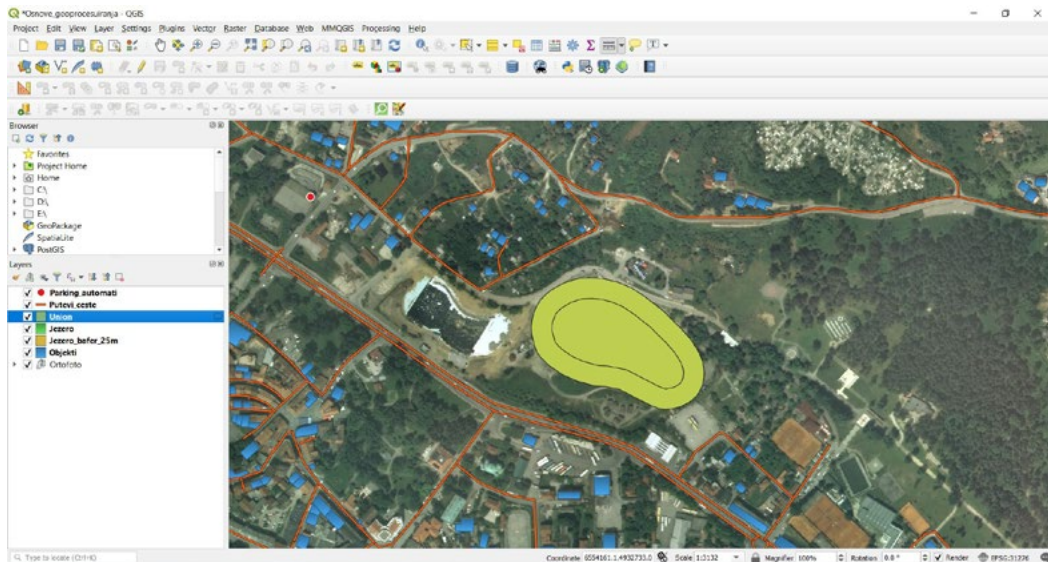 *Osnove_geoprocesuiranja - QGIS
Project Edit View Layer Settings Plugins Vector Raster Database Web MMQGIS Processing Help
Browser
Favorites
Project Home
Home
C:\
D:\
E:\
GeoPackage
SpatiaLite
PostGIS
Layers
Parking_automati
Putevi_ceste
Union
Jezero
Jezero_bafer_25m
Objekti
Ortofoto
Type to locate (Ctrl+K)
Coordinate 6554161.1,4932733.0 Scale 1:3132 Magnifier 100% Rotation 0.0 ° Render EPSG:31276